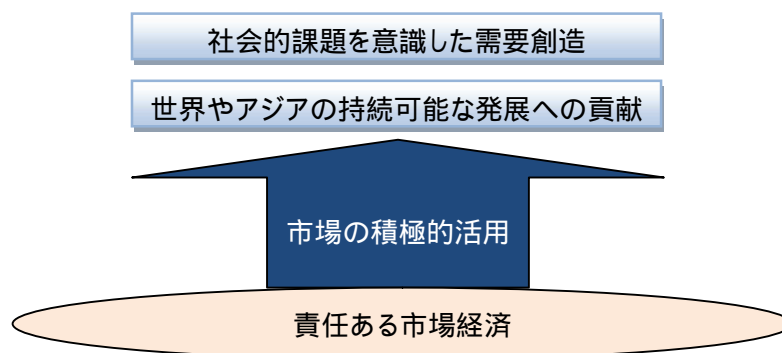 社会的課題を意識した需要創造
世界やアジアの持続可能な発展への貢献
市場の積極的活用
責任ある市場経済